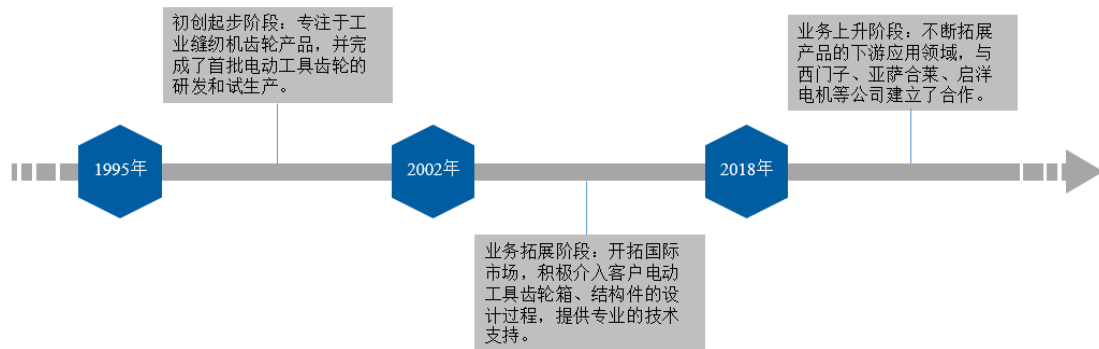 初创起步阶段：专注于工
业缝纫机齿轮产品，并完
成了首批电动工具齿轮的
研发和试生产。
业务上升阶段：不断拓展
产品的下游应用领域，与
西门子、亚萨合莱、启洋
电机等公司建立了合作。
1995年
2002年
2018年
业务拓展阶段：开拓国际
市场，积极介入客户电动
工具齿轮箱、结构件的设
计过程，提供专业的技术
支持。